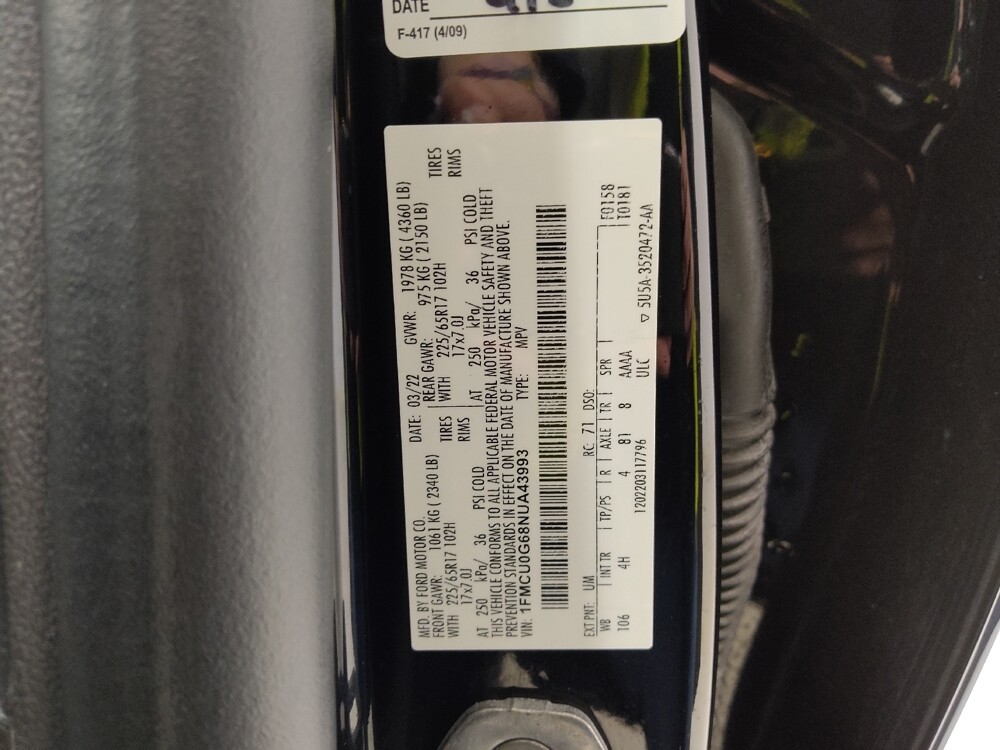 DATE
F-417 (4/09)
MFD. BY FORD MOTOR CO. DATE: 03/22 GVWR: 1978 KG ( 4360 LB)
FRONT GAWR: 1061 KG ( 2340 LB) REAR GAWR: 975 KG ( 2150 LB)
WITH 225/65R17 102H TIRES WITH 225/65R17 102H TIRES
17x7.0J RIMS 17x7.0J RIMS
AT 250 kPa/ 36 PSI COLD AT 250 kPa/ 36 PSI COLD
THIS VEHICLE CONFORMS TO ALL APPLICABLE FEDERAL MOTOR VEHICLE SAFETY AND THEFT
PREVENTION STANDARDS IN EFFECT ON THE DATE OF MANUFACTURE SHOWN ABOVE.
VIN: 1FMCU0G68NUA43993 TYPE: MPV
EXT PNT: UM RC: 71 DSO: F0158
WB INT TR TP/PS R AXLE TR SPR T0181
106 4H 4 81 8 AAAA
1202203117796 ULC ▽ 5U5A-3520472-AA